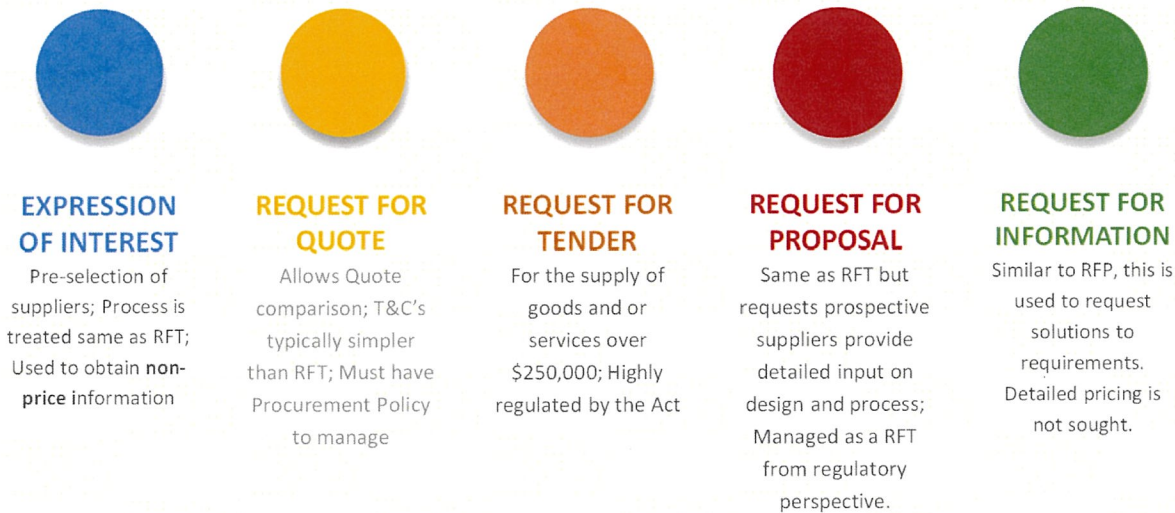 EXPRESSION
OF INTEREST
Pre-selection of
suppliers; Process is
treated same as RFT;
Used to obtain non-
price information
REQUEST FOR
QUOTE
Allows Quote
comparison; T&C's
typically simpler
than RFT; Must have
Procurement Policy
to manage
REQUEST FOR
TENDER
For the supply of
goods and or
services over
$250,000; Highly
regulated by the Act
REQUEST FOR
PROPOSAL
Same as RFT but
requests prospective
suppliers provide
detailed input on
design and process;
Managed as a RFT
from regulatory
perspective.
REQUEST FOR
INFORMATION
Similar to RFP, this is
used to request
solutions to
requirements.
Detailed pricing is
not sought.